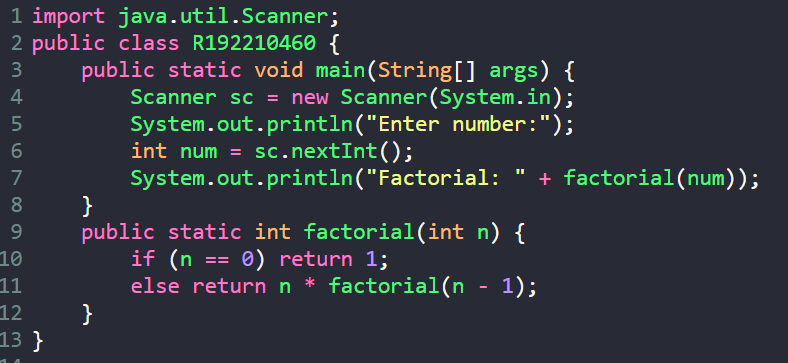 1 import java.util.Scanner;
2 public class R192210460 {
3     public static void main(String[] args) {
4         Scanner sc = new Scanner(System.in);
5         System.out.println("Enter number:");
6         int num = sc.nextInt();
7         System.out.println("Factorial: " + factorial(num));
8     }
9     public static int factorial(int n) {
10         if (n == 0) return 1;
11         else return n * factorial(n - 1);
12     }
13 }